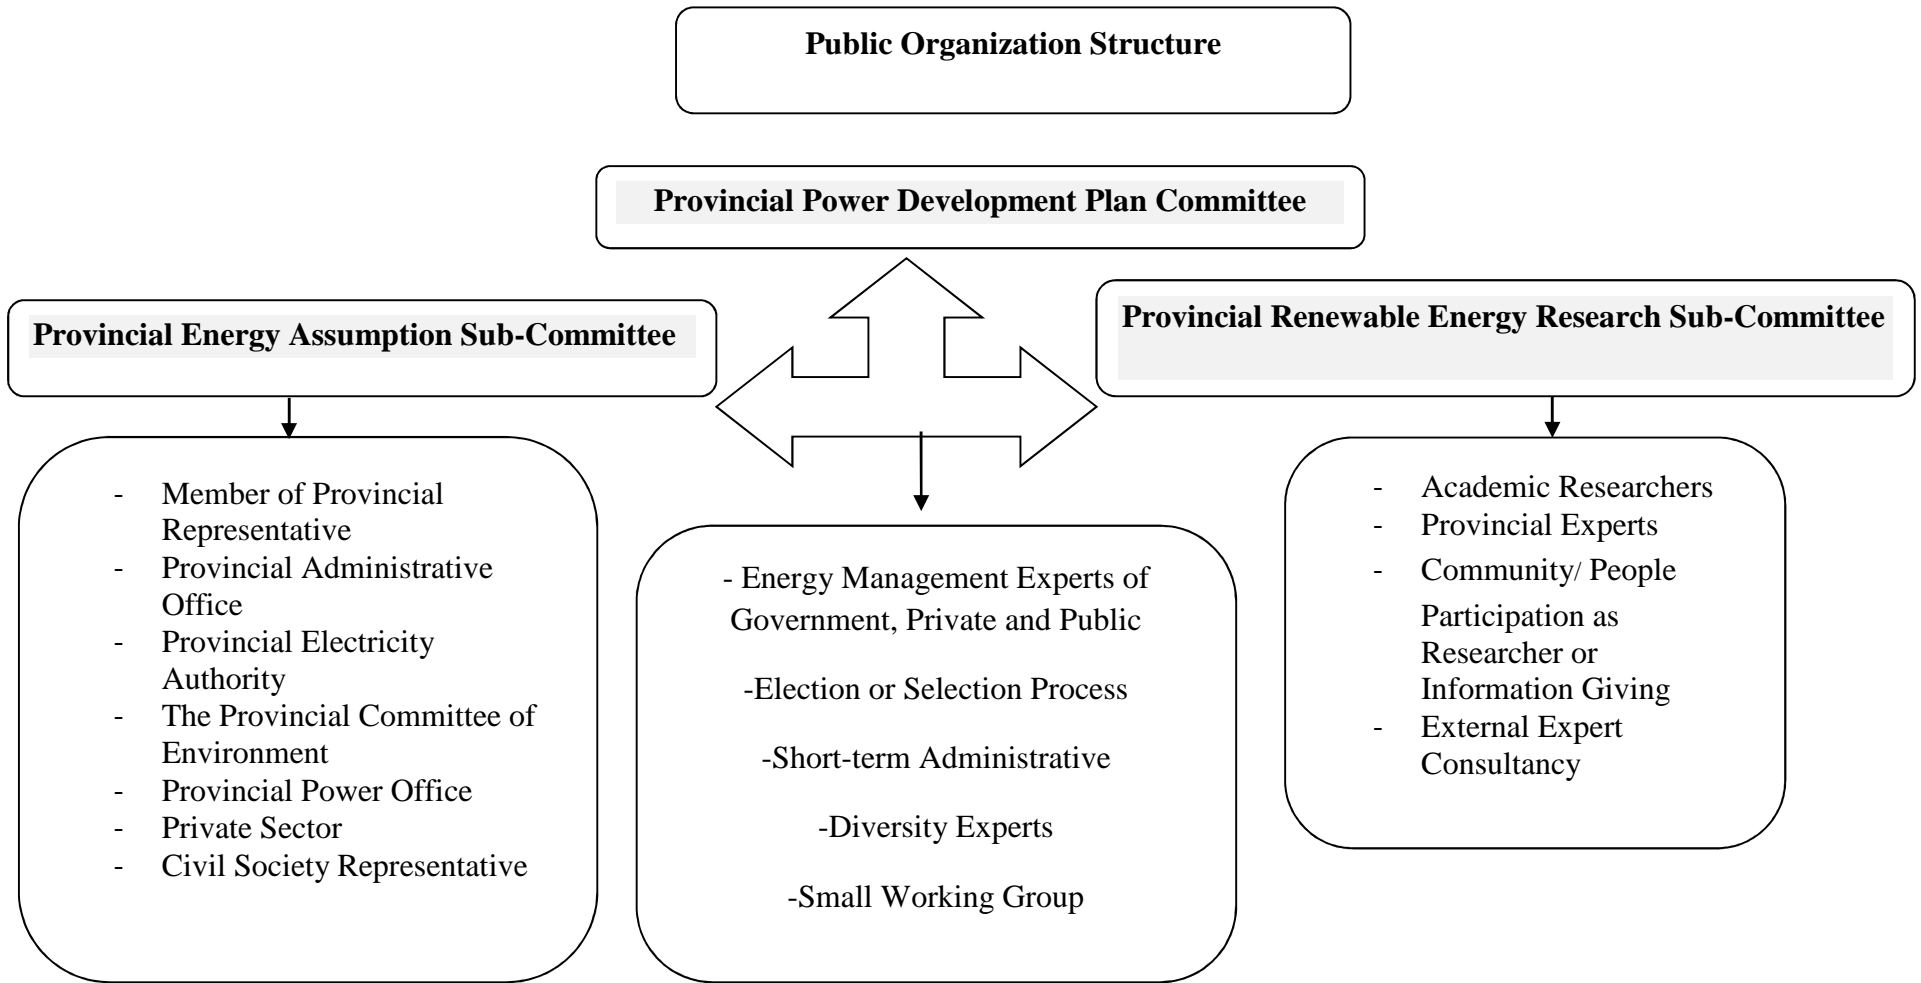 Public Organization Structure
Provincial Power Development Plan Committee
Provincial Energy Assumption Sub-Committee
Provincial Renewable Energy Research Sub-Committee
- Member of Provincial
Representative
- Provincial Administrative
Office
- Provincial Electricity
Authority
- The Provincial Committee of
Environment
- Provincial Power Office
- Private Sector
- Civil Society Representative
- Energy Management Experts of
Government, Private and Public
-Election or Selection Process
-Short-term Administrative
-Diversity Experts
-Small Working Group
- Academic Researchers
- Provincial Experts
- Community/ People
Participation as
Researcher or
Information Giving
- External Expert
Consultancy